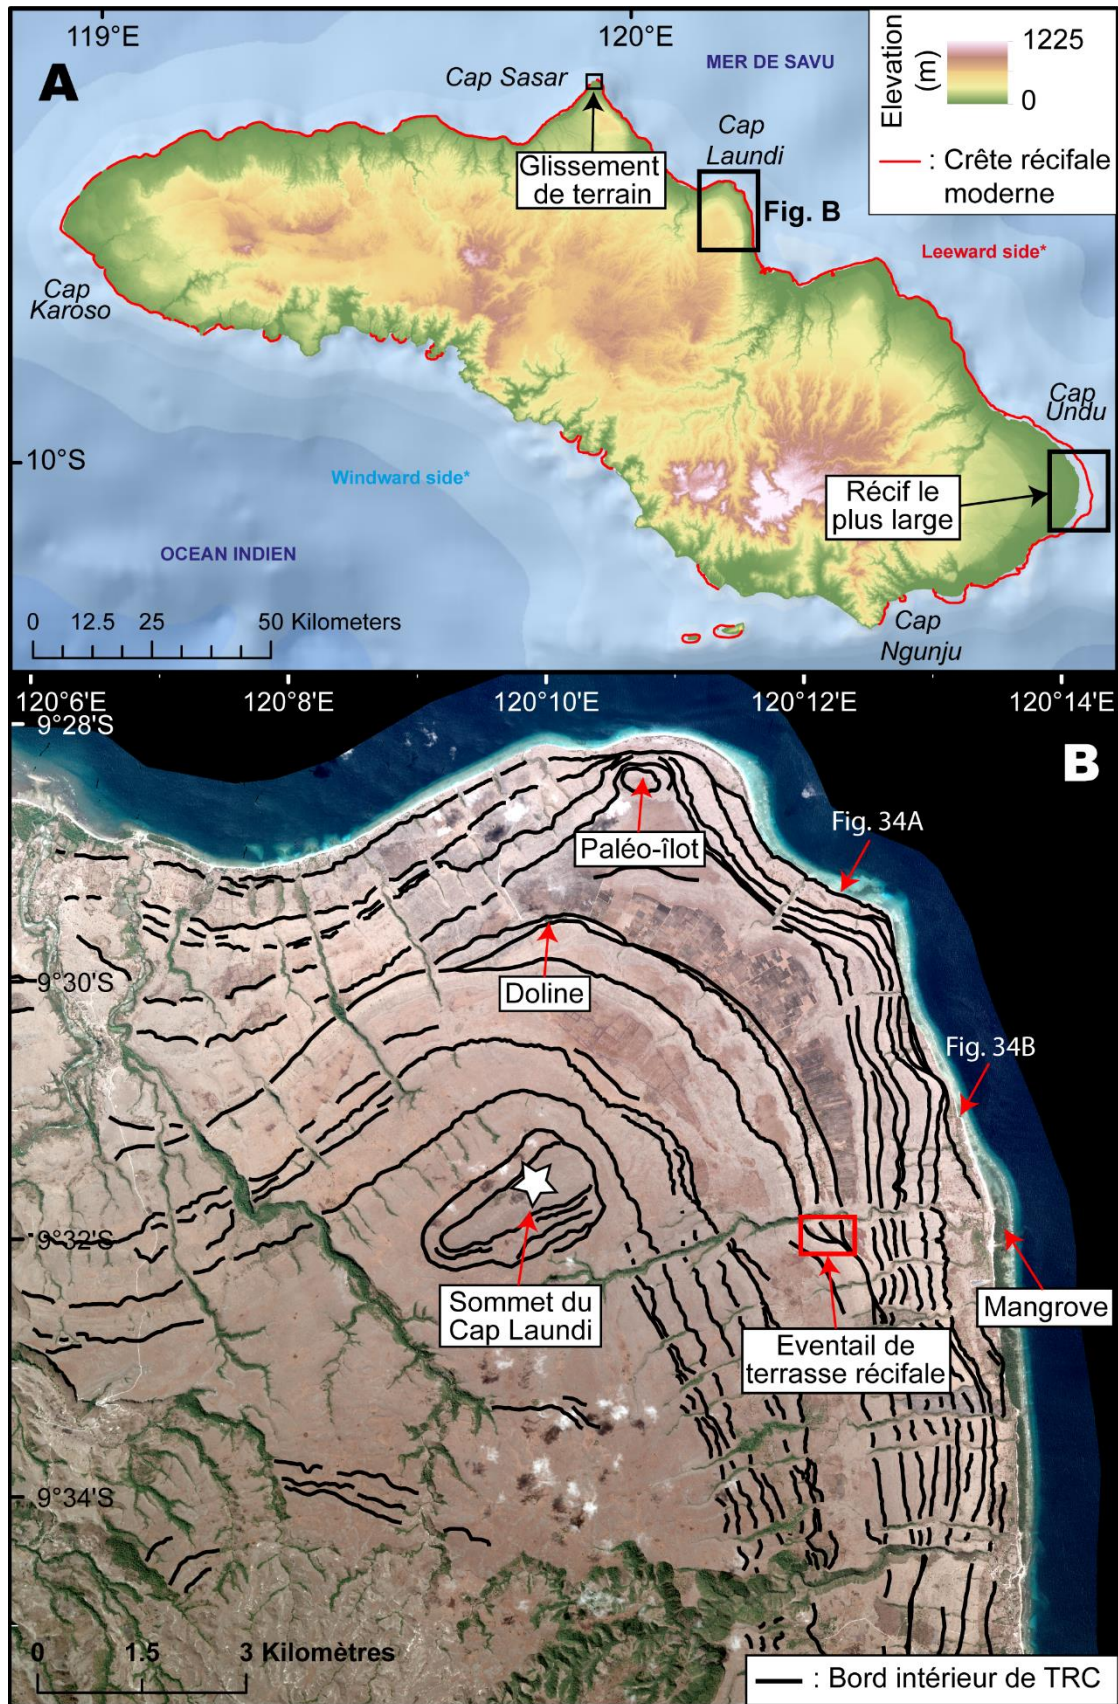 119°E
120°E
A
Cap Sasar
MER DE SAVU
Elevation
(m)
1225
0
: Crête récifale
moderne
Cap
Laundi
Glissement
de terrain
Fig. B
Leeward side*
Cap
Karoso
Cap
Undu
10°S
Windward side*
Récif le
plus large
OCEAN INDIEN
0 12.5 25 50 Kilometers
Cap
Ngunju
120°6'E
120°8'E
120°10'E
120°12'E
120°14'E
9°28'S
B
Fig. 34A
Paléo-îlot
9°30'S
Doline
Fig. 34B
9°32'S
Sommet du
Cap Laundi
Mangrove
Eventail de
terrasse récifale
9°34'S
0 1.5 3 Kilomètres
: Bord intérieur de TRC